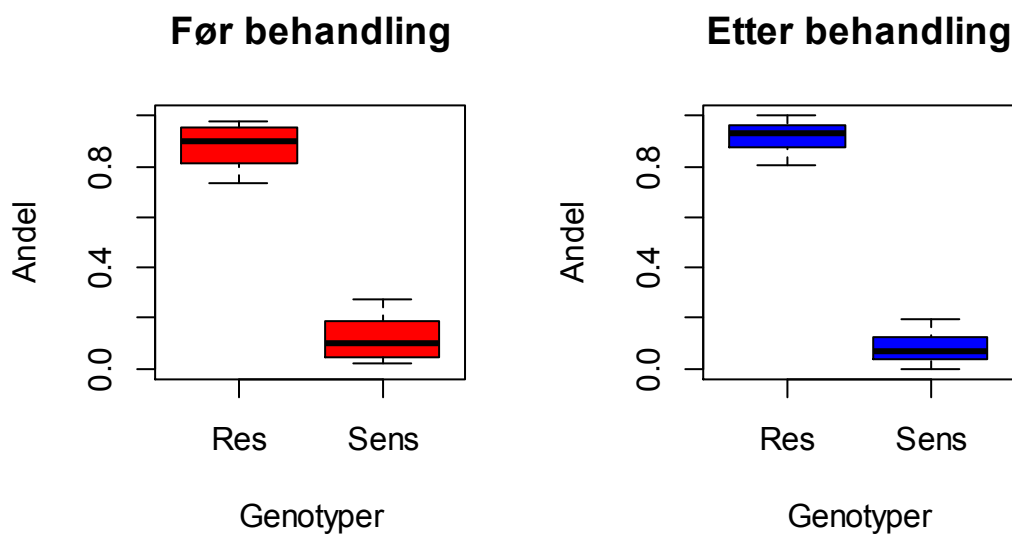 Før behandling
Andel
0.8
0.4
0.0
Res Sens
Genotyper
Etter behandling
Andel
0.8
0.4
0.0
Res Sens
Genotyper